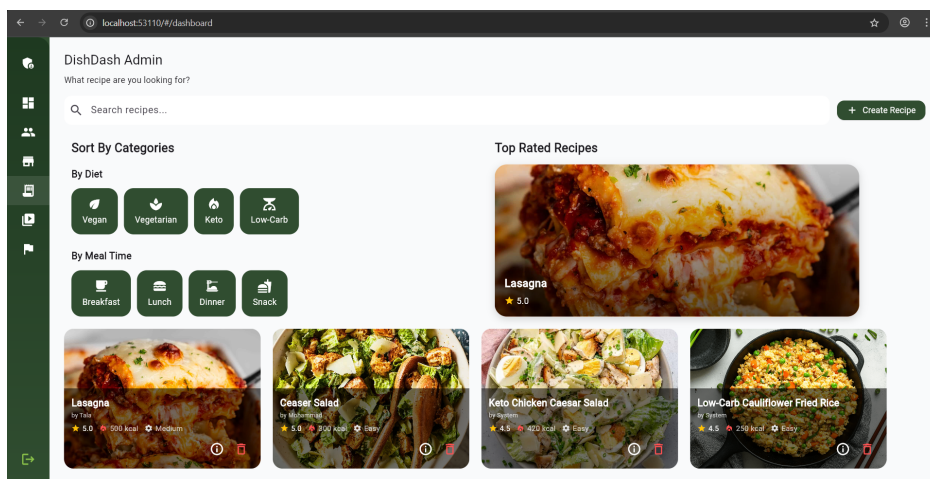 localhost:53110/#/dashboard
DishDash Admin
What recipe are you looking for?
Search recipes...
+ Create Recipe
Sort By Categories
By Diet
Vegan
Vegetarian
Keto
Low-Carb
By Meal Time
Breakfast
Lunch
Dinner
Snack
Top Rated Recipes
Lasagna
5.0
Lasagna
by Tala
5.0 500 kcal Medium
Ceaser Salad
by Mohammad
5.0 300 kcal Easy
Keto Chicken Caesar Salad
by System
4.5 420 kcal Easy
Low-Carb Cauliflower Fried Rice
by System
4.5 250 kcal Easy